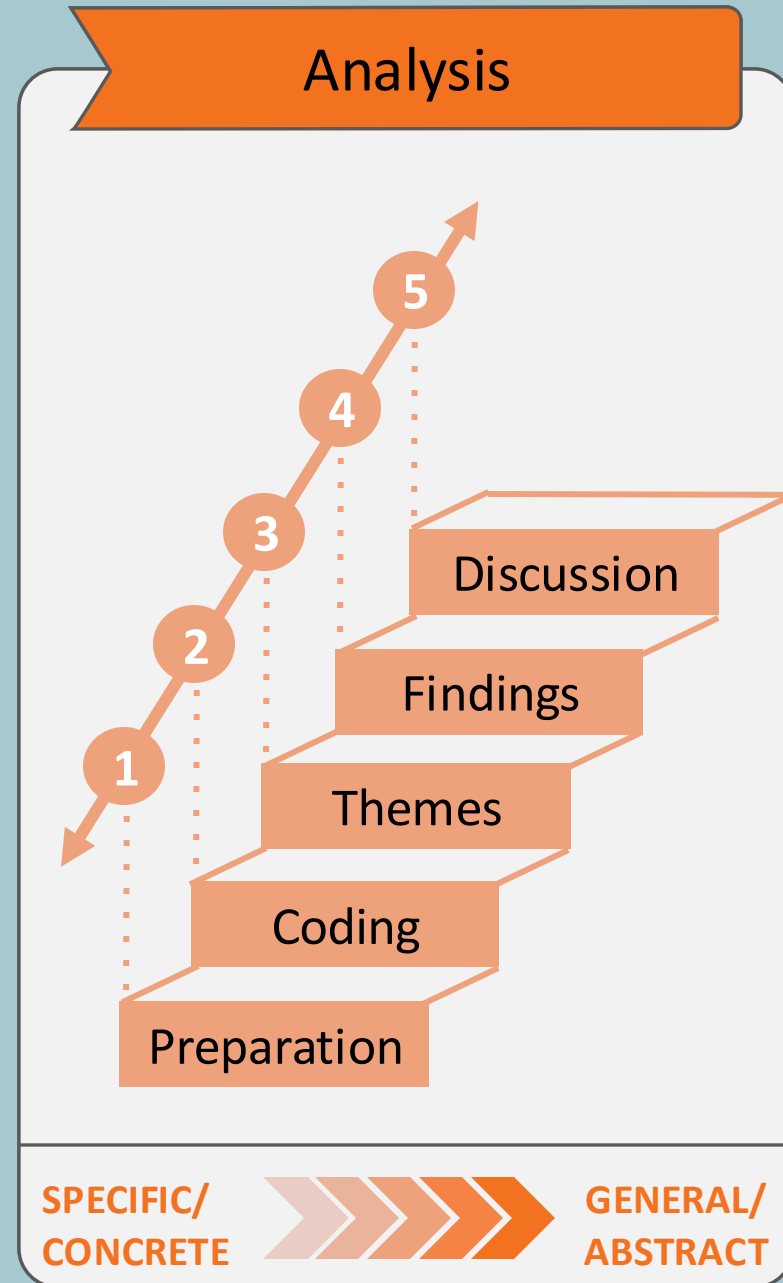 Analysis
5
4
3
2
1
Discussion
Findings
Themes
Coding
Preparation
SPECIFIC/
CONCRETE
GENERAL/
ABSTRACT